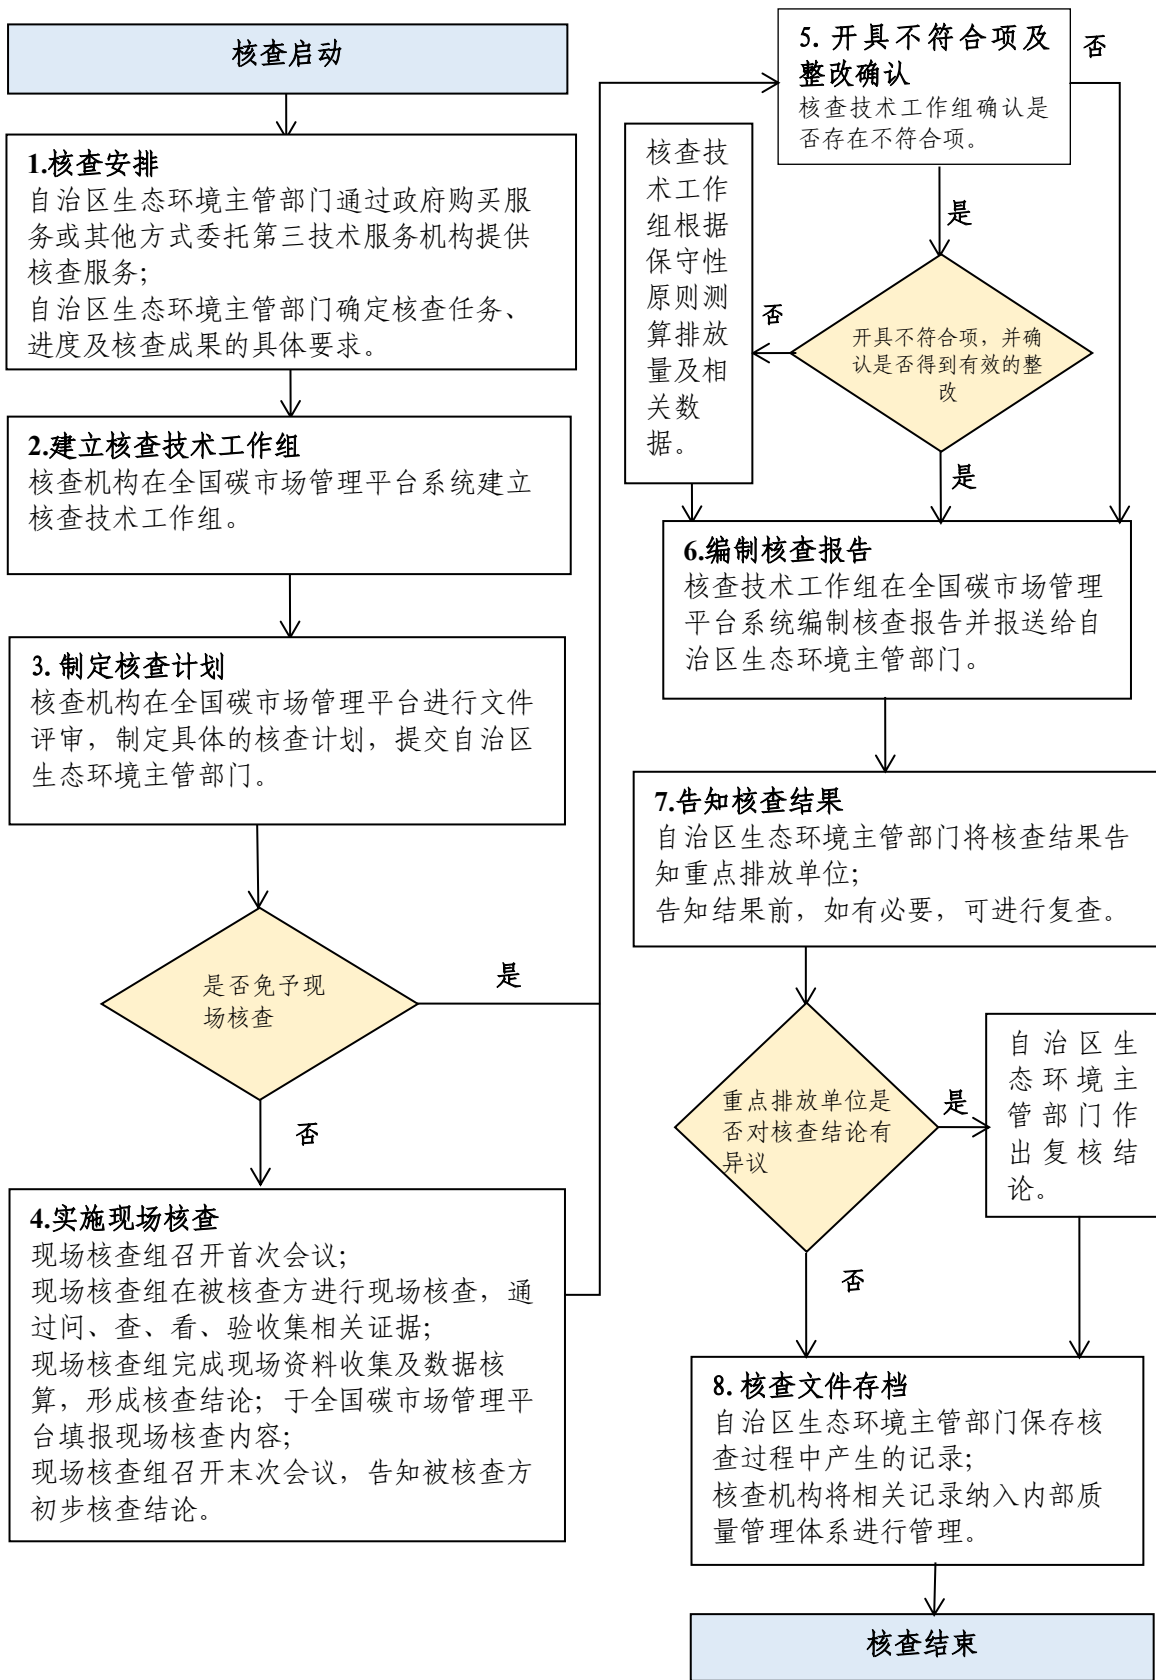 核查启动
1.核查安排
自治区生态环境主管部门通过政府购买服
务或其他方式委托第三技术服务机构提供
核查服务；
自治区生态环境主管部门确定核查任务、
进度及核查成果的具体要求。
2.建立核查技术工作组
核查机构在全国碳市场管理平台系统建立
核查技术工作组。
3. 制定核查计划
核查机构在全国碳市场管理平台进行文件
评审，制定具体的核查计划，提交自治区
生态环境主管部门。
是否免予现
场核查
是
否
4.实施现场核查
现场核查组召开首次会议；
现场核查组在被核查方进行现场核查，通
过问、查、看、验收集相关证据；
现场核查组完成现场资料收集及数据核
算，形成核查结论；于全国碳市场管理平
台填报现场核查内容；
现场核查组召开末次会议，告知被核查方
初步核查结论。
5. 开具不符合项及
整改确认
核查技术工作组确认是
否存在不符合项。
否
是
开具不符合项，并确
认是否得到有效的整
改
否
核查技
术工作
组根据
保守性
原则测
算排放
量及相
关数
据。
是
6.编制核查报告
核查技术工作组在全国碳市场管理
平台系统编制核查报告并报送给自
治区生态环境主管部门。
7.告知核查结果
自治区生态环境主管部门将核查结果告
知重点排放单位；
告知结果前，如有必要，可进行复查。
重点排放单位是
否对核查结论有
异议
是
自治区生
态环境主
管部门作
出复核结
论。
否
8. 核查文件存档
自治区生态环境主管部门保存核
查过程中产生的记录；
核查机构将相关记录纳入内部质
量管理体系进行管理。
核查结束